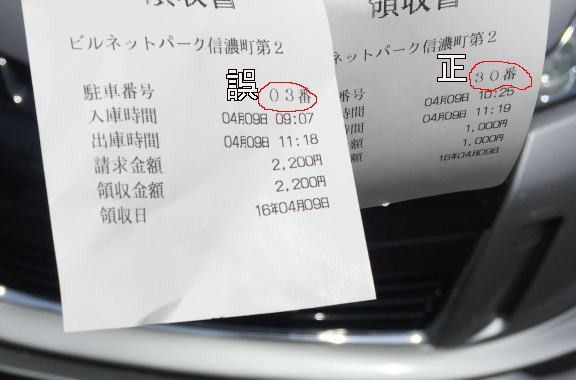 領収書
ビルネットパーク信濃町第2
誤
駐車番号 03番
入庫時間 04月09日 09:07
出庫時間 04月09日 11:18
請求金額 2,200円
領収金額 2,200円
領収日 16年04月09日
領収書
ネットパーク信濃町第2
正
番号 30番
時間 04月09日 10:25
時間 04月09日 11:19
額 1,000円
額 1,000円
16年04月09日